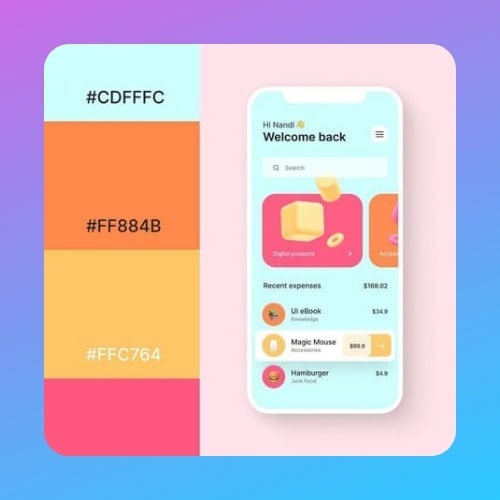 #CDFFFC
#FF884B
#FFC764
Hi Nandi 👋
Welcome back
Search
Digital products
Recent expenses $168.02
UI eBook
Knowledge
$34.9
Magic Mouse
Accessories
$99.9
Hamburger
Junk Food
$4.9